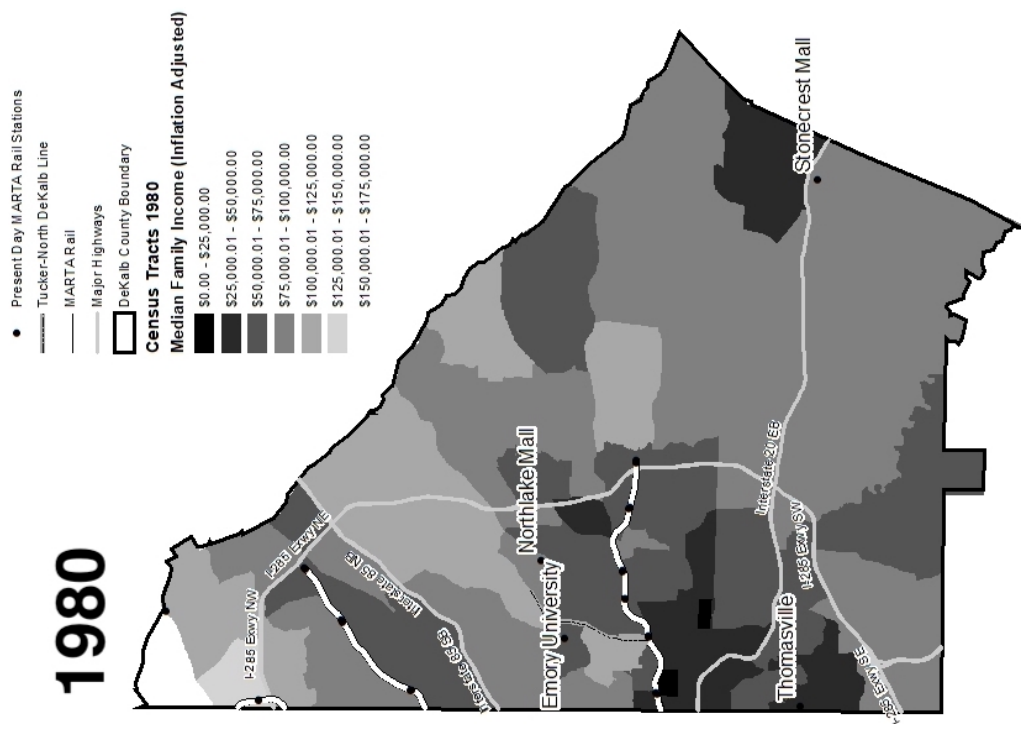 1980
Present Day MARTA Rail Stations
Tucker-North DeKalb Line
MARTA Rail
Major Highways
DeKalb County Boundary
Census Tracts 1980
Median Family Income (Inflation Adjusted)
$0.00 - $25,000.00
$25,000.01 - $50,000.00
$50,000.01 - $75,000.00
$75,000.01 - $100,000.00
$100,000.01 - $125,000.00
$125,000.01 - $150,000.00
$150,000.01 - $175,000.00
I-285 Exwy NW
I-285 Exwy NE
Interstate 85 NB
Interstate 85 SB
Northlake Mall
Emory University
Interstate 20 EB
Stonecrest Mall
Thomasville
I-285 Exwy SW
I-285 Exwy SE